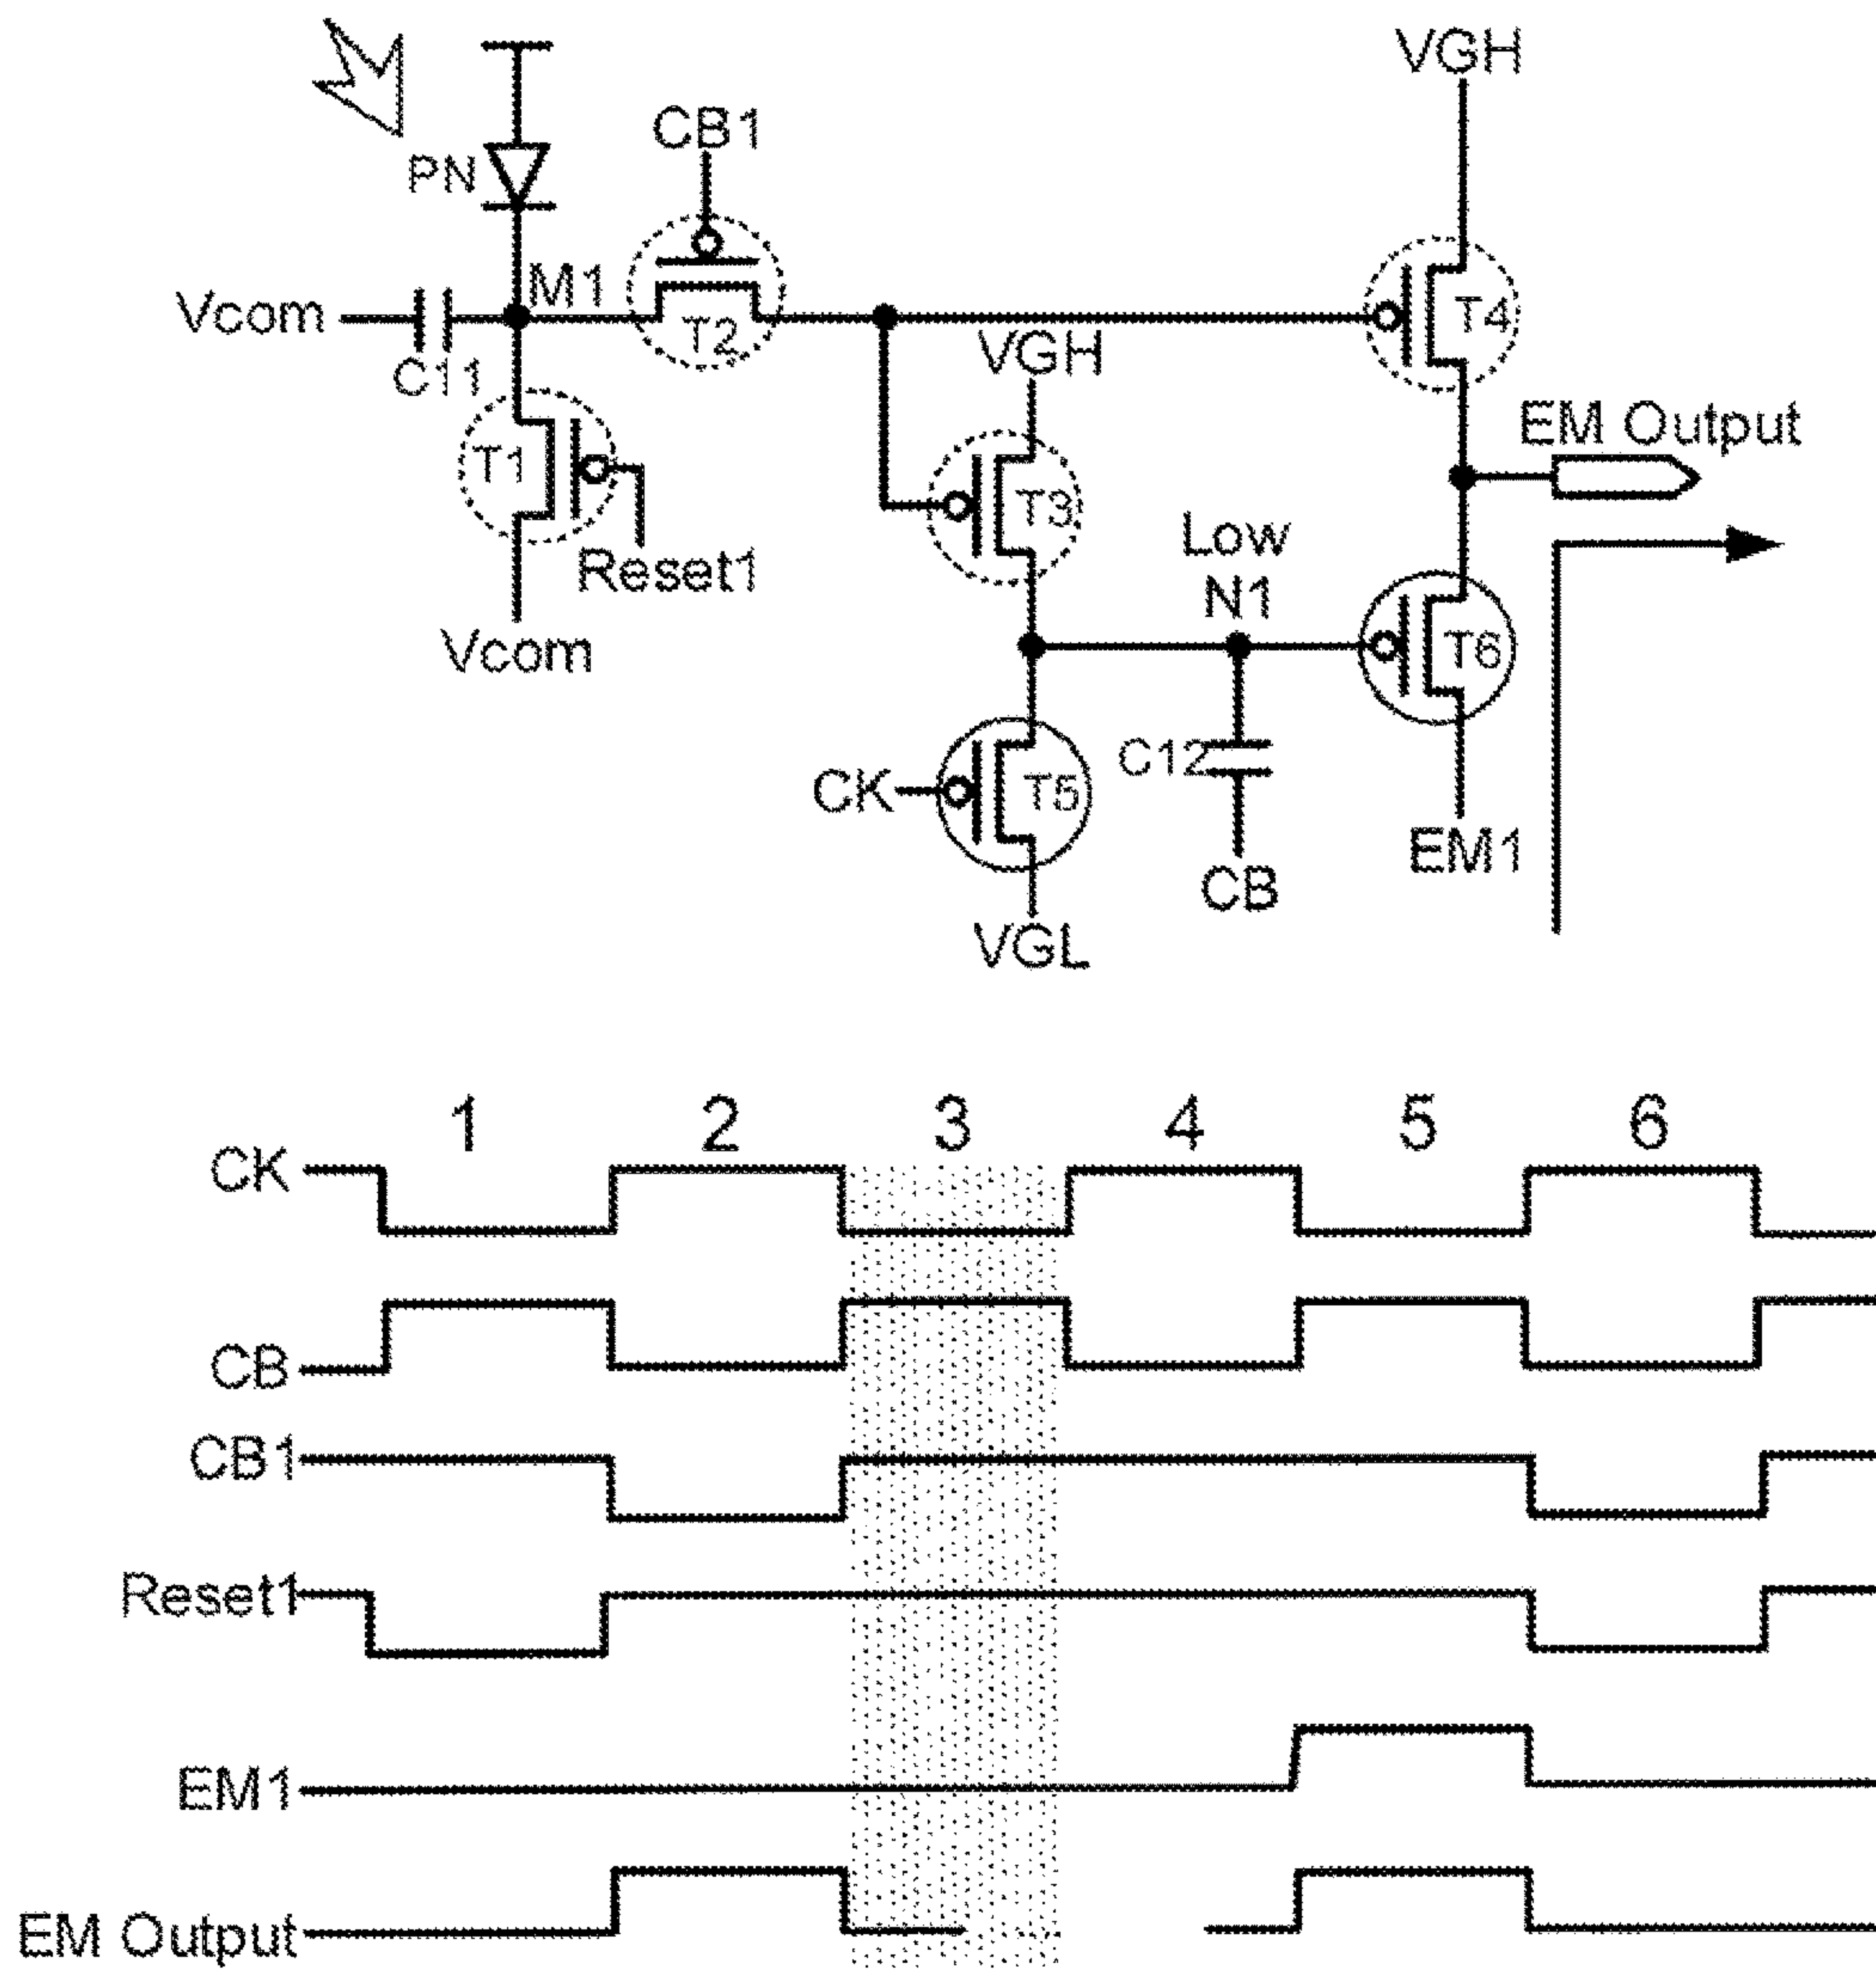 VGH
CB1
PN
M1
Vcom
T2
T4
C11
VGH
EM Output
T1
T3
Reset1
Low
N1
Vcom
T6
CK
T5
C12
EM1
CB
VGL
1 2 3 4 5 6
CK
CB
CB1
Reset1
EM1
EM Output